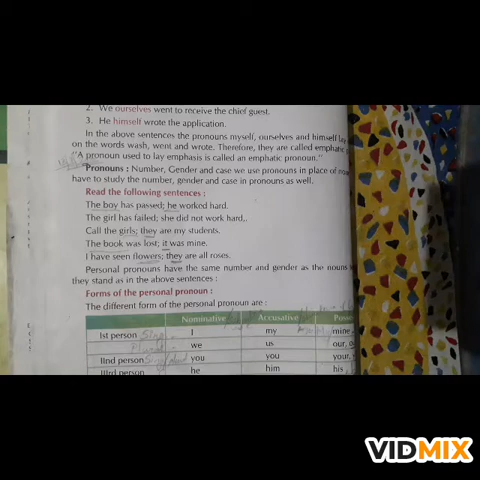 2. We ourselves went to receive the chief guest.
3. He himself wrote the application.
In the above sentences the pronouns myself, ourselves and himself lay
on the words wash, went and wrote. Therefore, they are called emphatic
"A pronoun used to lay emphasis is called an emphatic pronoun."
Pronouns : Number, Gender and case we use pronouns in place of
have to study the number, gender and case in pronouns as well.
Read the following sentences :
The boy has passed; he worked hard.
The girl has failed; she did not work hard,.
Call the girls; they are my students.
The book was lost; it was mine.
I have seen flowers; they are all roses.
Personal pronouns have the same number and gender as the nouns
they stand as in the above sentences :
Forms of the personal pronoun :
The different form of the personal pronoun are :
Nominative Accusative
Ist person I my mine
we us our,
IInd person you you your,
IIIrd person he him his
VIDMIX